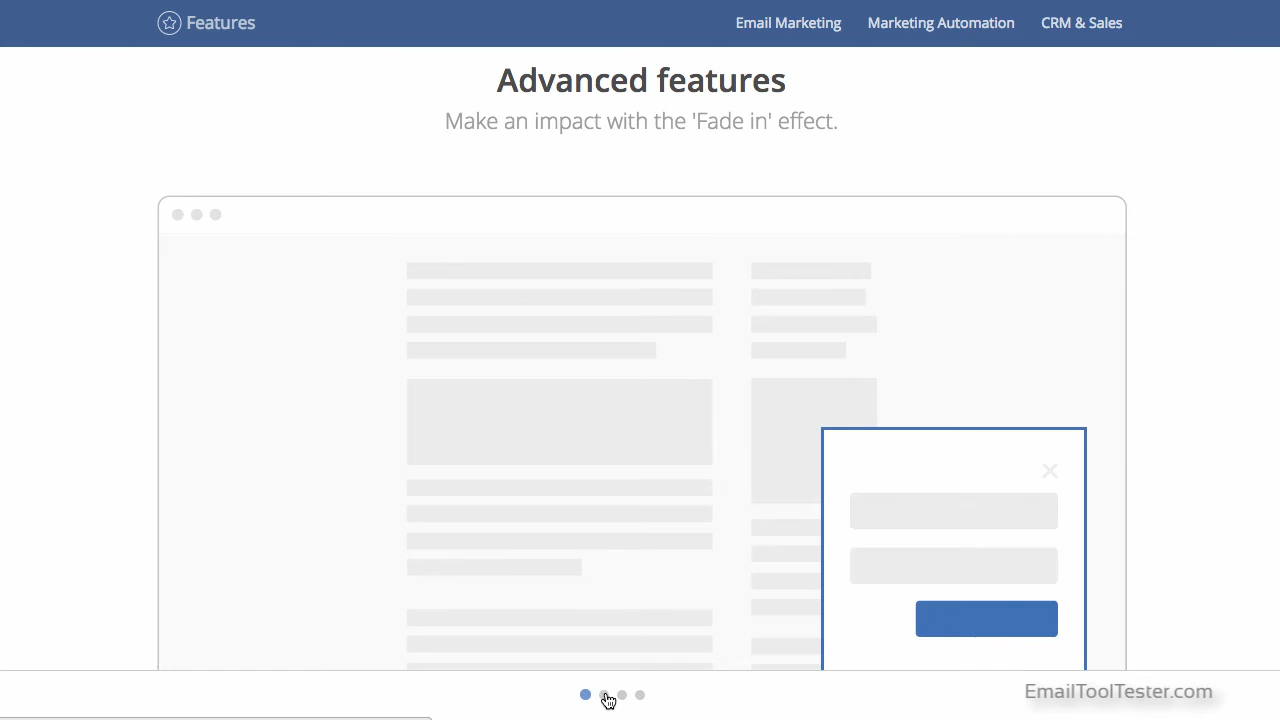 Features
Email Marketing
Marketing Automation
CRM & Sales
Advanced features
Make an impact with the 'Fade in' effect.
EmailToolTester.com